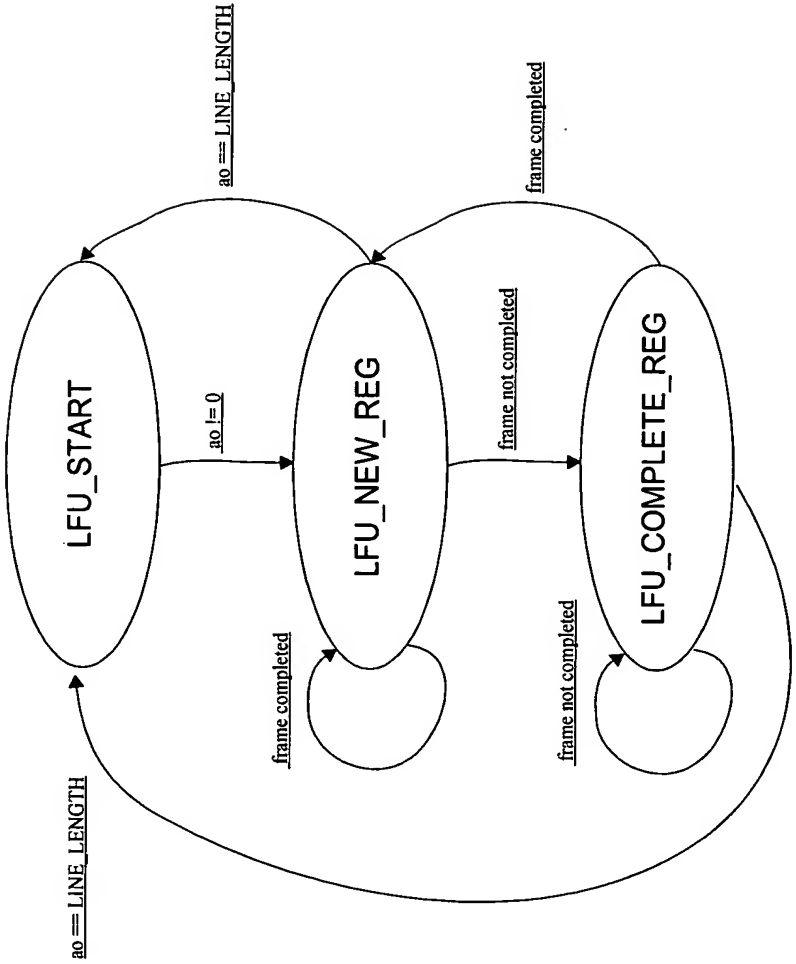 ao == LINE_LENGTH
LFU_START
ao != 0
ao == LINE_LENGTH
frame completed
LFU_NEW_REG
frame not completed
frame completed
frame not completed
LFU_COMPLETE_REG